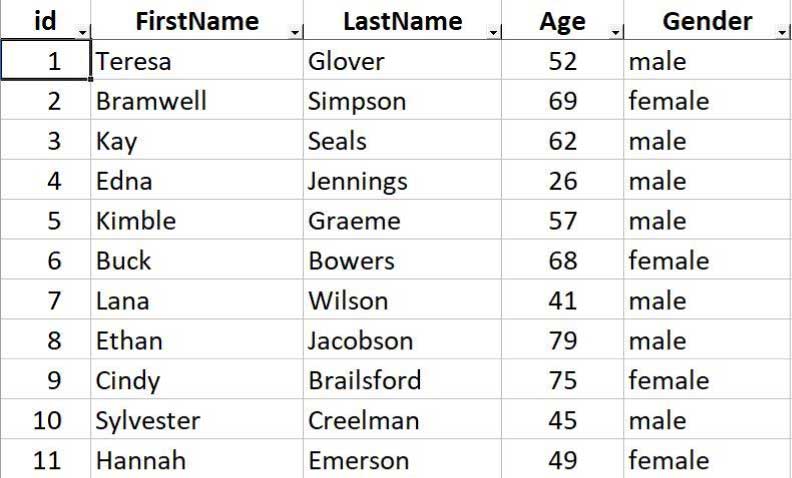 id FirstName LastName Age Gender
1 Teresa Glover 52 male
2 Bramwell Simpson 69 female
3 Kay Seals 62 male
4 Edna Jennings 26 male
5 Kimble Graeme 57 male
6 Buck Bowers 68 female
7 Lana Wilson 41 male
8 Ethan Jacobson 79 male
9 Cindy Brailsford 75 female
10 Sylvester Creelman 45 male
11 Hannah Emerson 49 female